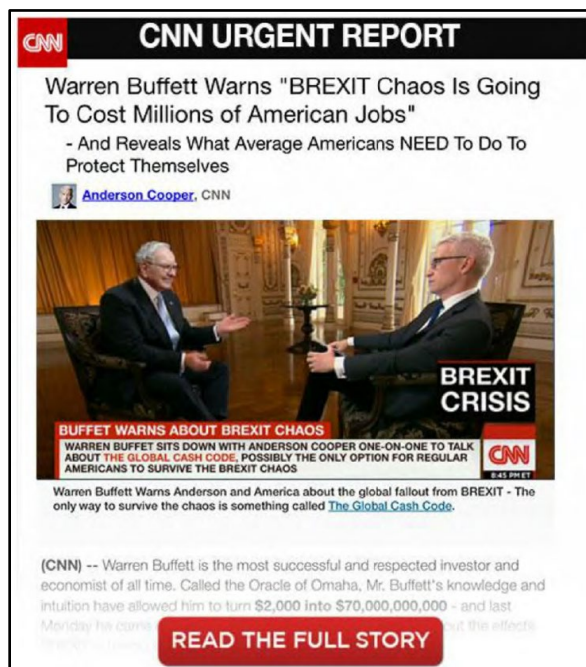 CNN
CNN URGENT REPORT
Warren Buffett Warns "BREXIT Chaos Is Going
To Cost Millions of American Jobs"
- And Reveals What Average Americans NEED To Do To
Protect Themselves
Anderson Cooper, CNN
BREXIT
CRISIS
BUFFET WARNS ABOUT BREXIT CHAOS
WARREN BUFFET SITS DOWN WITH ANDERSON COOPER ONE-ON-ONE TO TALK
ABOUT THE GLOBAL CASH CODE, POSSIBLY THE ONLY OPTION FOR REGULAR
AMERICANS TO SURVIVE THE BREXIT CHAOS
CNN
8:45 PM ET
Warren Buffett Warns Anderson and America about the global fallout from BREXIT - The
only way to survive the chaos is something called The Global Cash Code.
(CNN) -- Warren Buffett is the most successful and respected investor and
economist of all time. Called the Oracle of Omaha, Mr. Buffett's knowledge and
intuition have allowed him to turn $2,000 into $70,000,000,000 - and last
Monday he came out the effects
READ THE FULL STORY